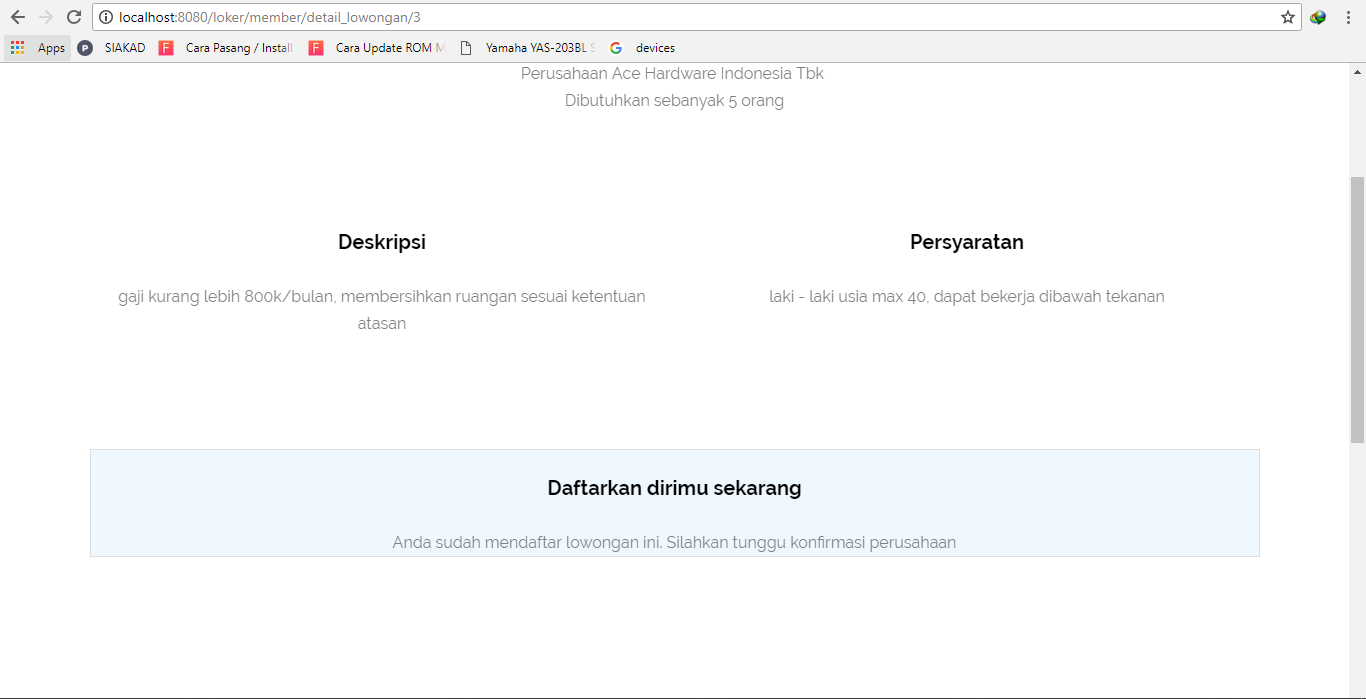 localhost:8080/loker/member/detail_lowongan/3
Apps
SIAKAD
Cara Pasang / Install
Cara Update ROM M
Yamaha YAS-203BL S
devices
Perusahaan Ace Hardware Indonesia Tbk
Dibutuhkan sebanyak 5 orang
Deskripsi
gaji kurang lebih 800k/bulan, membersihkan ruangan sesuai ketentuan
atasan
Persyaratan
laki - laki usia max 40, dapat bekerja dibawah tekanan
Daftarkan dirimu sekarang
Anda sudah mendaftar lowongan ini. Silahkan tunggu konfirmasi perusahaan